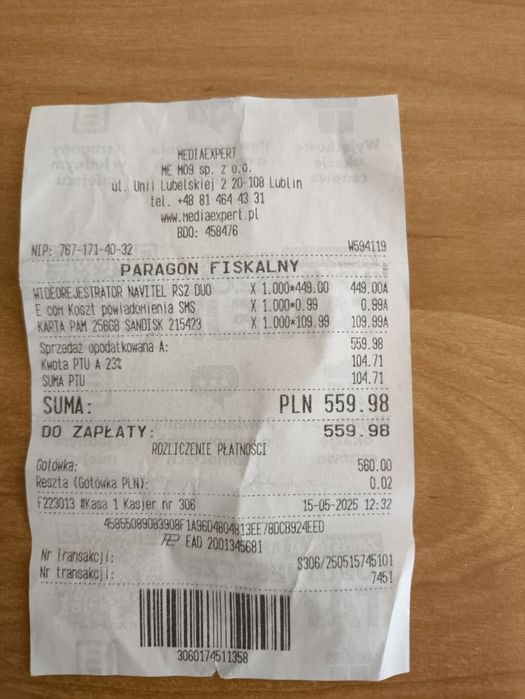 MEDIAEXPERT
ME M09 sp. z o.o.
ul. Unii Lubelskiej 2 20-108 Lublin
tel. +48 81 464 43 31
www.mediaexpert.pl
BDO: 458476
NIP: 767-171-40-32 W594119
PARAGON FISKALNY
WIDEOREJESTRATOR NAVITEL RS2 DUO X 1.000*449.00 449.00A
E com Koszt powiadomienia SMS X 1.000*0.99 0.99A
KARTA PAM 256GB SANDISK 215423 X 1.000*109.99 109.99A
Sprzedaż opodatkowana A: 559.98
Kwota PTU A 23% 104.71
SUMA PTU 104.71
SUMA: PLN 559.98
DO ZAPŁATY: 559.98
ROZLICZENIE PŁATNOŚCI
Gotówka: 560.00
Reszta (Gotówka PLN): 0.02
F223013 #Kasa 1 Kasjer nr 306 15-05-2025 12:32
EAD 2001345681
Nr transakcji: S306/250515745101
Nr transakcji: 7451
3060174511358